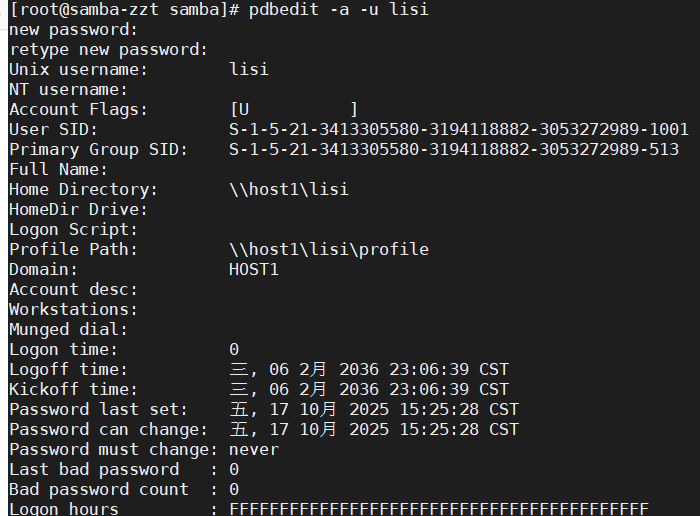 [root@samba-zzt samba]# pdbedit -a -u lisi
new password:
retype new password:
Unix username:        lisi
NT username:
Account Flags:        [U          ]
User SID:             S-1-5-21-3413305580-3194118882-3053272989-1001
Primary Group SID:    S-1-5-21-3413305580-3194118882-3053272989-513
Full Name:
Home Directory:       \\host1\lisi
HomeDir Drive:
Logon Script:
Profile Path:         \\host1\lisi\profile
Domain:               HOST1
Account desc:
Workstations:
Munged dial:
Logon time:           0
Logoff time:          三, 06 2月 2036 23:06:39 CST
Kickoff time:         三, 06 2月 2036 23:06:39 CST
Password last set:    五, 17 10月 2025 15:25:28 CST
Password can change:  五, 17 10月 2025 15:25:28 CST
Password must change: never
Last bad password   : 0
Bad password count  : 0
Logon hours         : FFFFFFFFFFFFFFFFFFFFFFFFFFFFFFFFFFFFFFFFFF